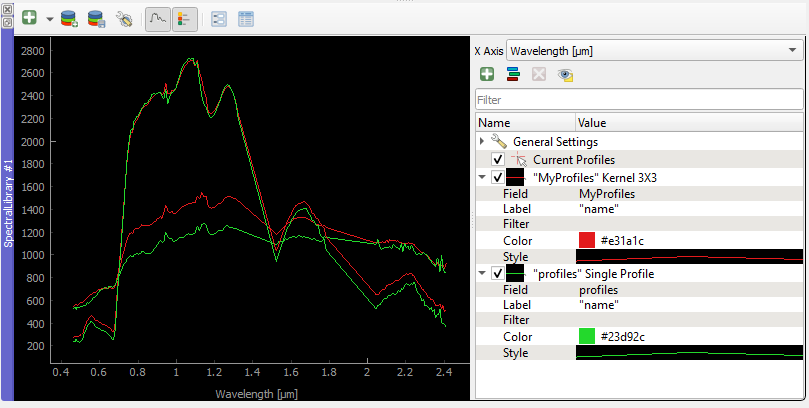 SpectralLibrary #1
2800
2600
2400
2200
2000
1800
1600
1400
1200
1000
800
600
400
200
0.4 0.6 0.8 1 1.2 1.4 1.6 1.8 2 2.2 2.4
Wavelength [µm]
X Axis Wavelength [µm]
Filter
Name Value
General Settings
Current Profiles
"MyProfiles" Kernel 3X3
Field MyProfiles
Label "name"
Filter
Color #e31a1c
Style
"profiles" Single Profile
Field profiles
Label "name"
Filter
Color #23d92c
Style